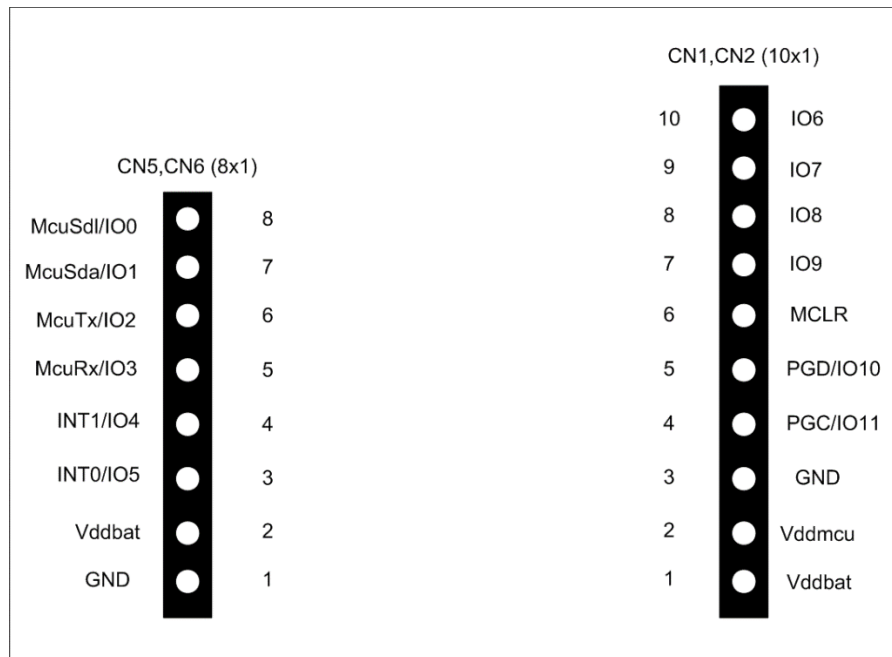 CN1,CN2 (10x1)
10 IO6
9 IO7
8 IO8
7 IO9
6 MCLR
5 PGD/IO10
4 PGC/IO11
3 GND
2 Vddmcu
1 Vddbat
CN5,CN6 (8x1)
McuSdl/IO0 8
McuSda/IO1 7
McuTx/IO2 6
McuRx/IO3 5
INT1/IO4 4
INT0/IO5 3
Vddbat 2
GND 1